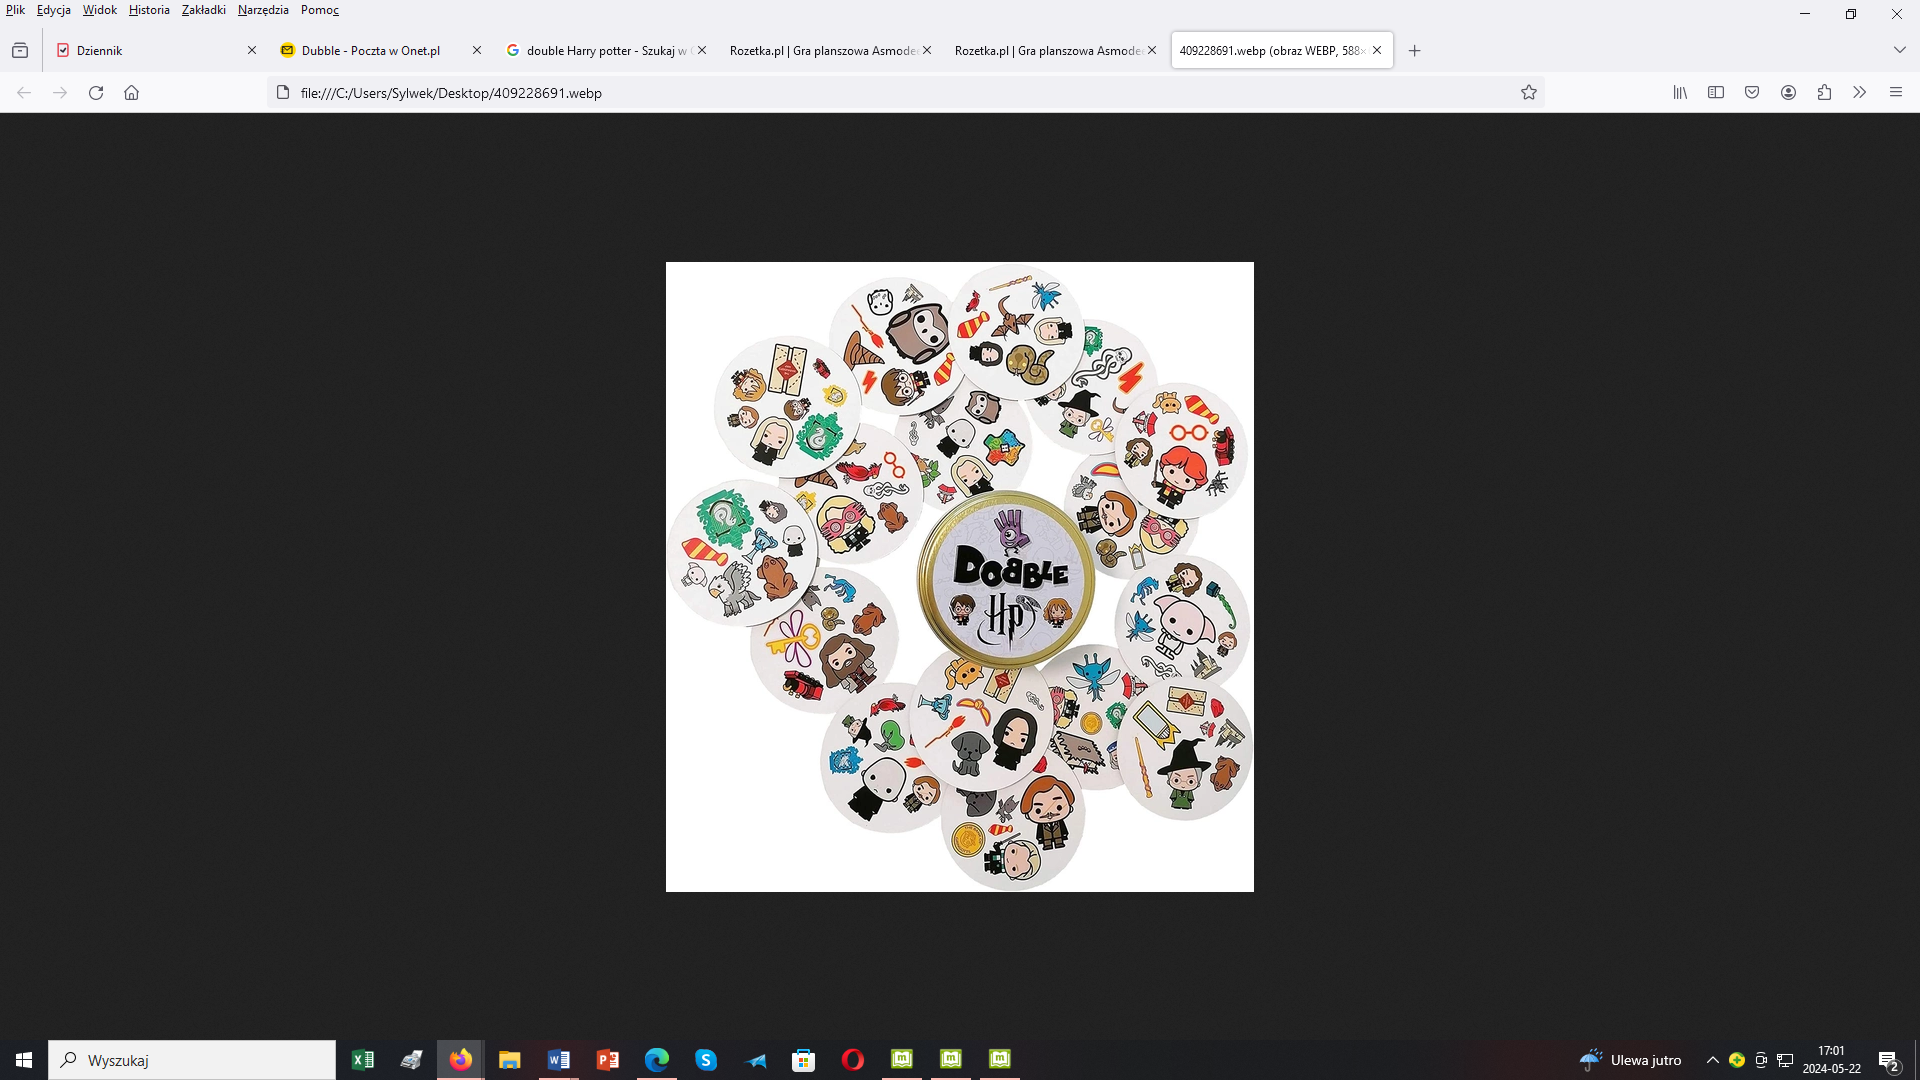 Plik Edycja Widok Historia Zakładki Narzędzia Pomoc
Dziennik
Dubble - Poczta w Onet.pl
double Harry potter - Szukaj w
Rozetka.pl | Gra planszowa Asmode
Rozetka.pl | Gra planszowa Asmode
409228691.webp (obraz WEBP, 588×
file:///C:/Users/Sylwek/Desktop/409228691.webp
DOBBLE
HP
Wyszukaj
Ulewa jutro
17:01
2024-05-22
2